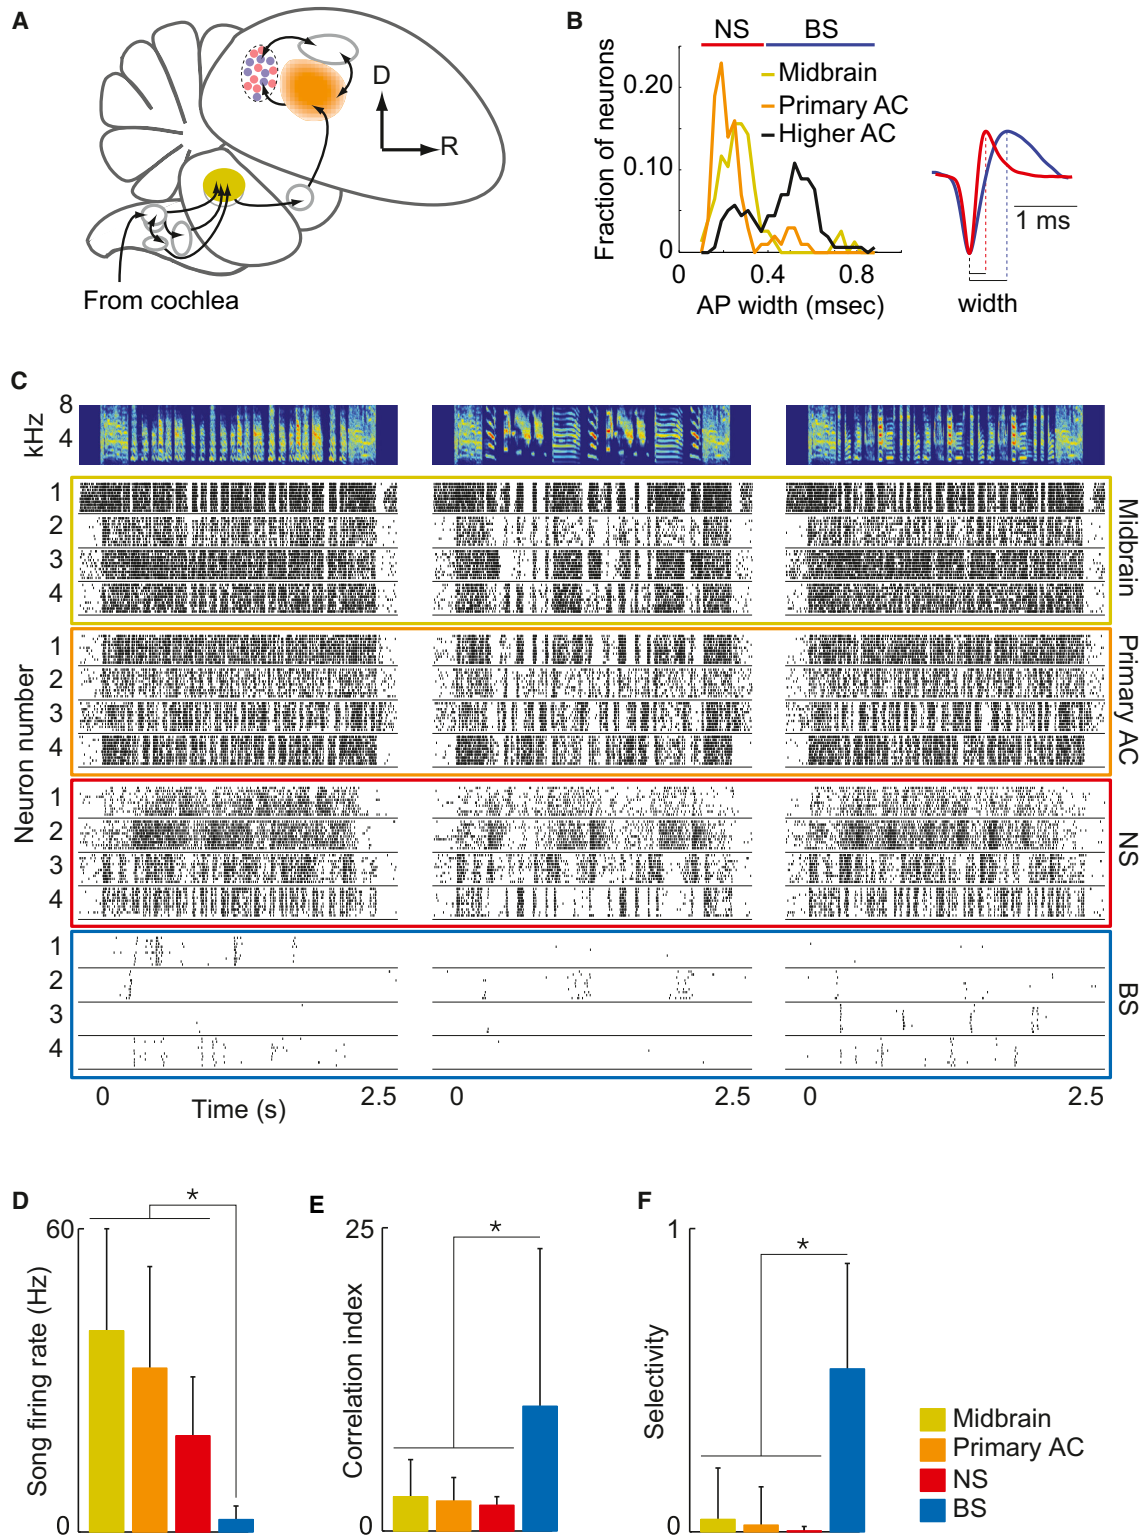 A
D
R
From cochlea
B
NS BS
Fraction of neurons
0.20
0.10
0
Midbrain
Primary AC
Higher AC
0 0.4 0.8
AP width (msec)
1 ms
width
C
kHz
8
4
Neuron number
1
2
3
4
Midbrain
1
2
3
4
Primary AC
1
2
3
4
NS
1
2
3
4
BS
0 2.5 0 2.5 0 2.5
Time (s)
D
Song firing rate (Hz)
60
0
*
E
Correlation index
25
0
*
F
Selectivity
1
0
*
Midbrain
Primary AC
NS
BS